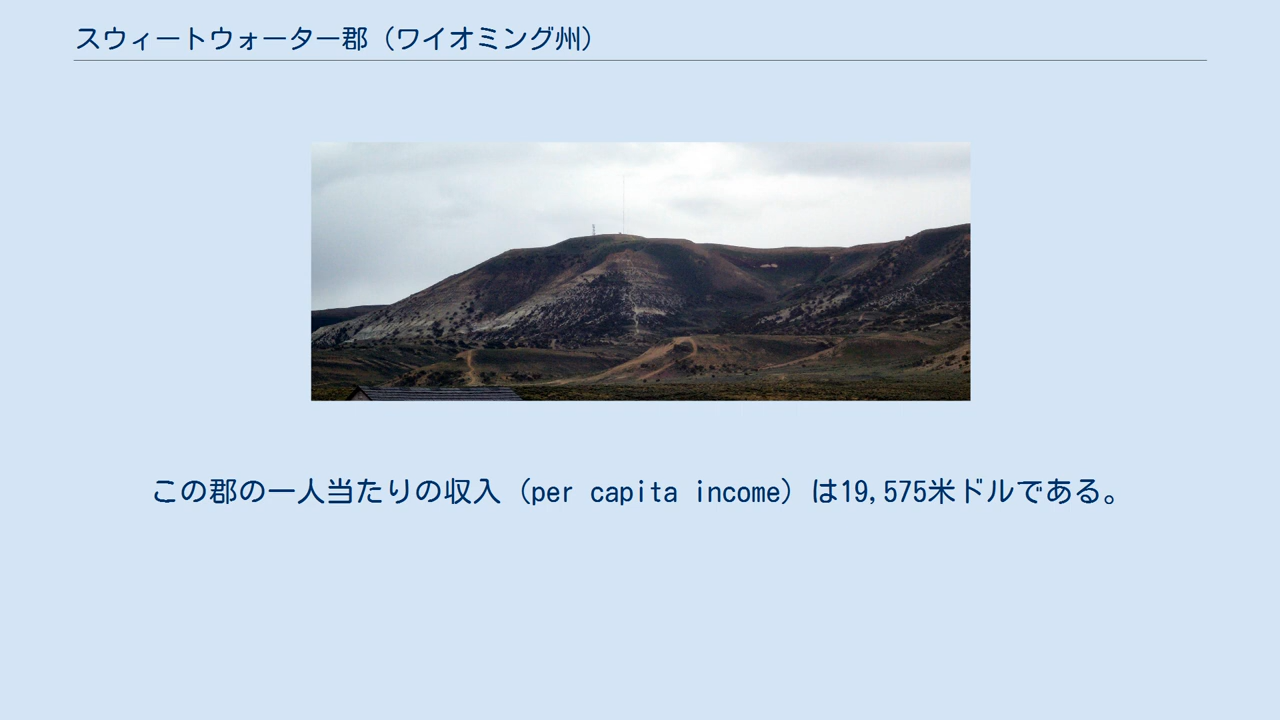 スウィートウォーター郡（ワイオミング州）
この郡の一人当たりの収入（per capita income）は19,575米ドルである。